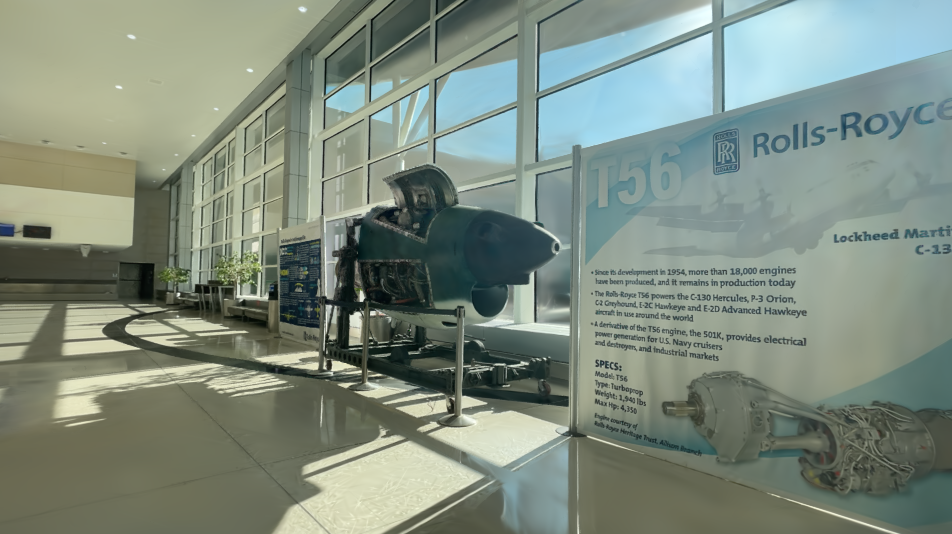 T56
ROLLS
RR
ROYCE
Rolls-Royce
Lockheed Marti
C-13
• Since its development in 1954, more than 18,000 engines
have been produced, and it remains in production today
• The Rolls-Royce T56 powers the C-130 Hercules, P-3 Orion,
C-2 Greyhound, E-2C Hawkeye and E-2D Advanced Hawkeye
aircraft in use around the world
• A derivative of the T56 engine, the 501K, provides electrical
power generation for U.S. Navy cruisers
and destroyers, and industrial markets
SPECS:
Model: T56
Type: Turboprop
Weight: 1,940 lbs
Max Hp: 4,350
Engine courtesy of
Rolls-Royce Heritage Trust, Allison Branch